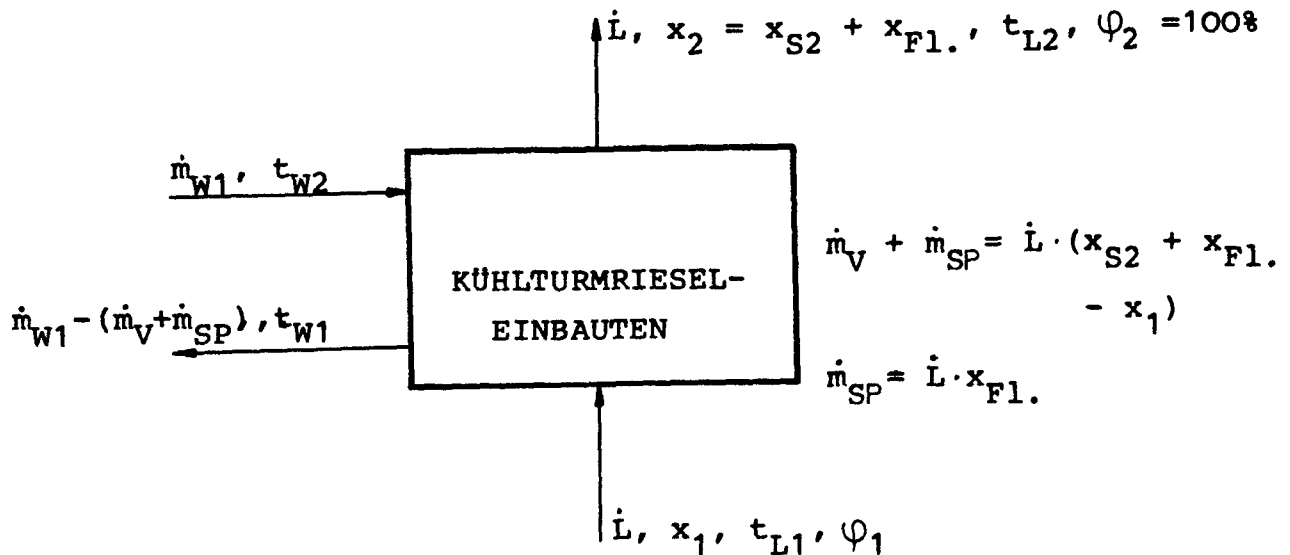 L̇, x₂ = x_S2 + x_Fl., t_L2, φ₂ =100%
ṁ_W1, t_W2
ṁ_V + ṁ_SP = L̇·(x_S2 + x_Fl.
- x₁)
KÜHLTURMRIESEL-
EINBAUTEN
ṁ_W1-(ṁ_V+ṁ_SP), t_W1
ṁ_SP = L̇·x_Fl.
L̇, x₁, t_L1, φ₁